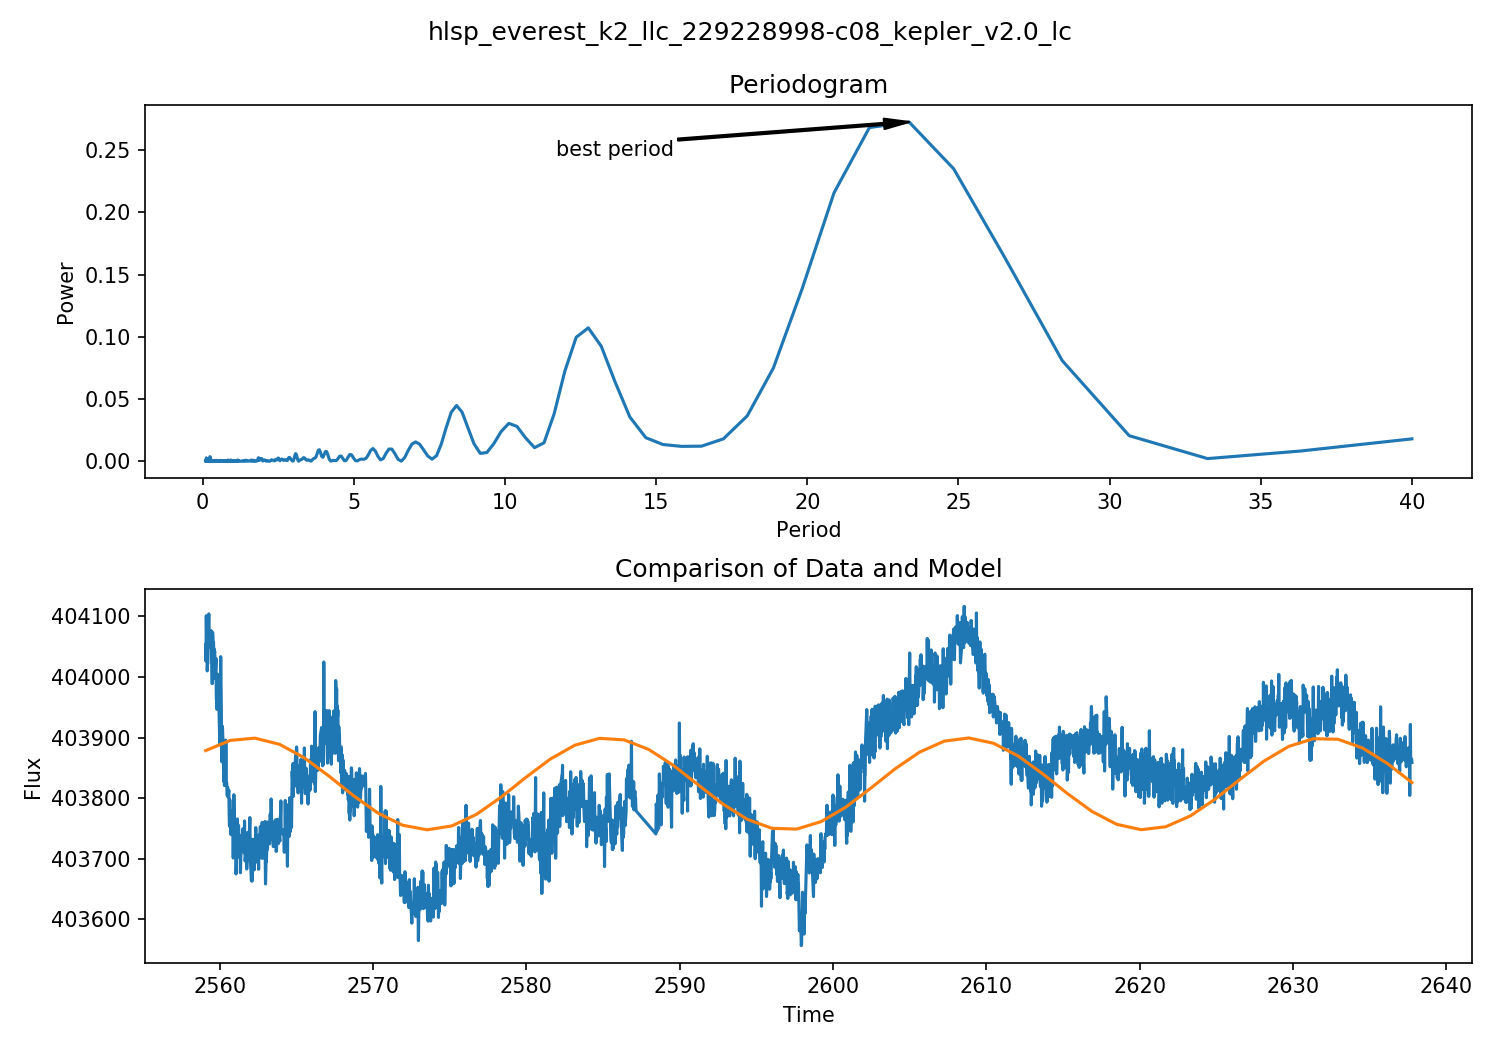 hlsp_everest_k2_llc_229228998-c08_kepler_v2.0_lc
Periodogram
best period
Power
0.25
0.20
0.15
0.10
0.05
0.00
0 5 10 15 20 25 30 35 40
Period
Comparison of Data and Model
Flux
404100
404000
403900
403800
403700
403600
2560 2570 2580 2590 2600 2610 2620 2630 2640
Time